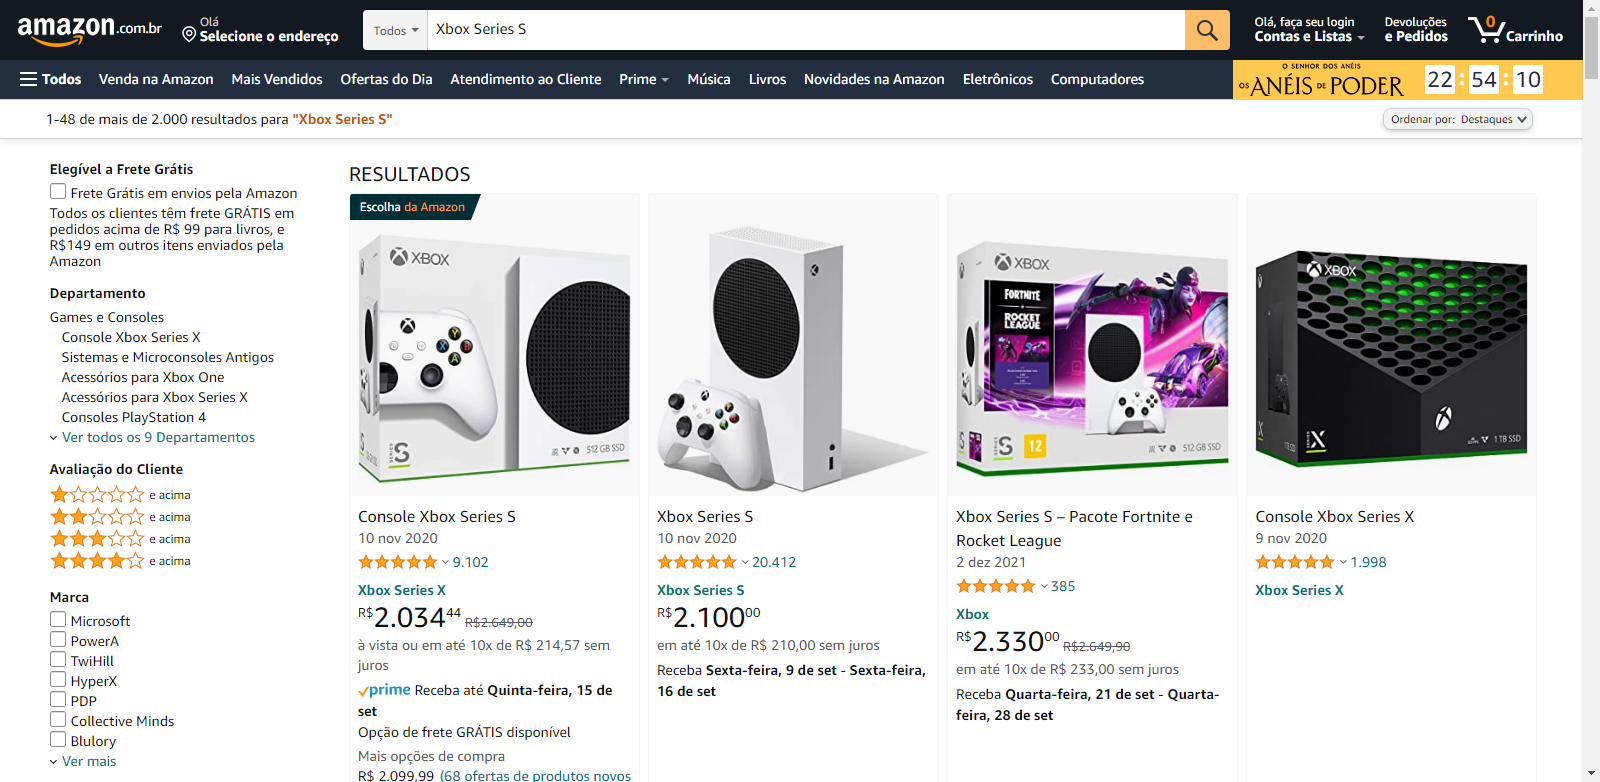 amazon.com.br
Olá
Selecione o endereço
Todos
Xbox Series S
Olá, faça seu login
Contas e Listas
Devoluções
e Pedidos
0
Carrinho
Todos
Venda na Amazon
Mais Vendidos
Ofertas do Dia
Atendimento ao Cliente
Prime
Música
Livros
Novidades na Amazon
Eletrônicos
Computadores
O SENHOR DOS ANÉIS
OS ANÉIS DE PODER
22:54:10
1-48 de mais de 2.000 resultados para "Xbox Series S"
Ordenar por: Destaques
Elegível a Frete Grátis
Frete Grátis em envios pela Amazon
Todos os clientes têm frete GRÁTIS em
pedidos acima de R$ 99 para livros, e
R$149 em outros itens enviados pela
Amazon
Departamento
Games e Consoles
Console Xbox Series X
Sistemas e Microconsoles Antigos
Acessórios para Xbox One
Acessórios para Xbox Series X
Consoles PlayStation 4
Ver todos os 9 Departamentos
Avaliação do Cliente
e acima
e acima
e acima
e acima
Marca
Microsoft
PowerA
TwiHill
HyperX
PDP
Collective Minds
Blulory
Ver mais
RESULTADOS
Escolha da Amazon
XBOX
Y
X
B
A
SERIES S
512 GB SSD
Console Xbox Series S
10 nov 2020
9.102
Xbox Series X
R$2.03444 R$2.649,00
à vista ou em até 10x de R$ 214,57 sem
juros
prime Receba até Quinta-feira, 15 de
set
Opção de frete GRÁTIS disponível
Mais opções de compra
R$ 2.099,99 (68 ofertas de produtos novos
Xbox Series S
10 nov 2020
20.412
Xbox Series S
R$2.10000
em até 10x de R$ 210,00 sem juros
Receba Sexta-feira, 9 de set - Sexta-feira,
16 de set
XBOX
FORTNITE
ROCKET
LEAGUE
SERIES S
12
512 GB SSD
Xbox Series S – Pacote Fortnite e
Rocket League
2 dez 2021
385
Xbox
R$2.33000 R$2.649,90
em até 10x de R$ 233,00 sem juros
Receba Quarta-feira, 21 de set - Quarta-
feira, 28 de set
XBOX
SERIES X
1 TB SSD
Console Xbox Series X
9 nov 2020
1.998
Xbox Series X